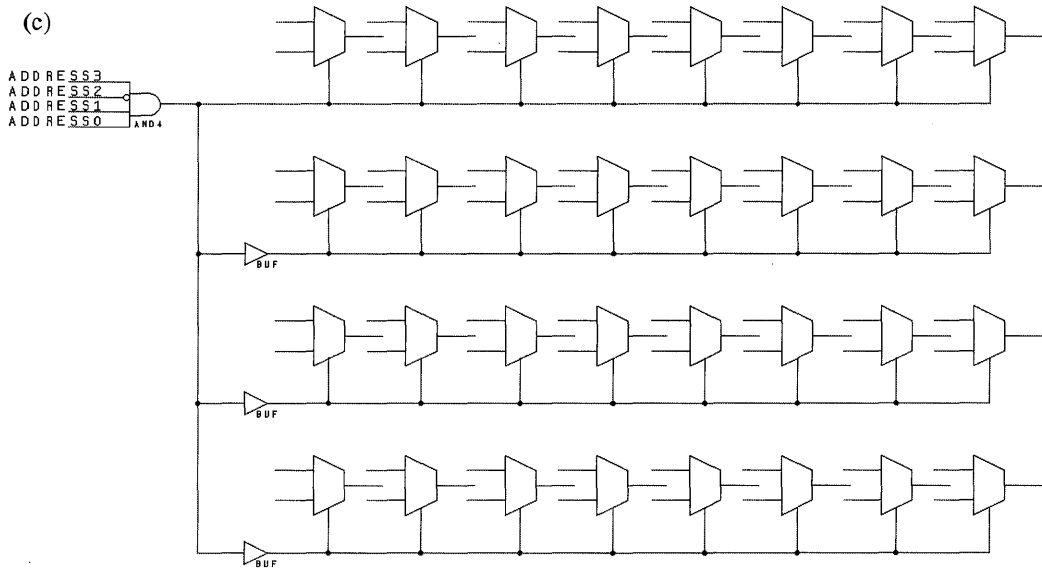 (c)
ADDRESS3
ADDRESS2
ADDRESS1
ADDRESS0
AND4
BUF
BUF
BUF